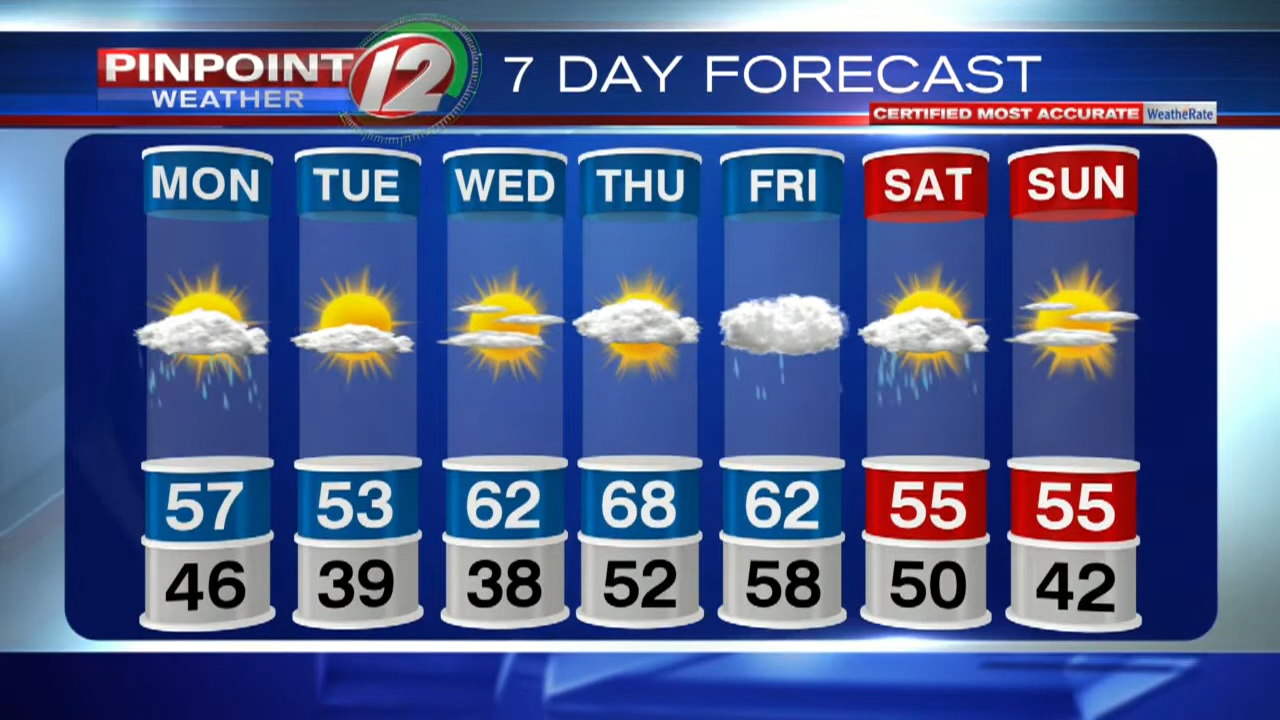 PINPOINT 12
WEATHER
7 DAY FORECAST
CERTIFIED MOST ACCURATE WeatheRate
MON TUE WED THU FRI SAT SUN
57 53 62 68 62 55 55
46 39 38 52 58 50 42